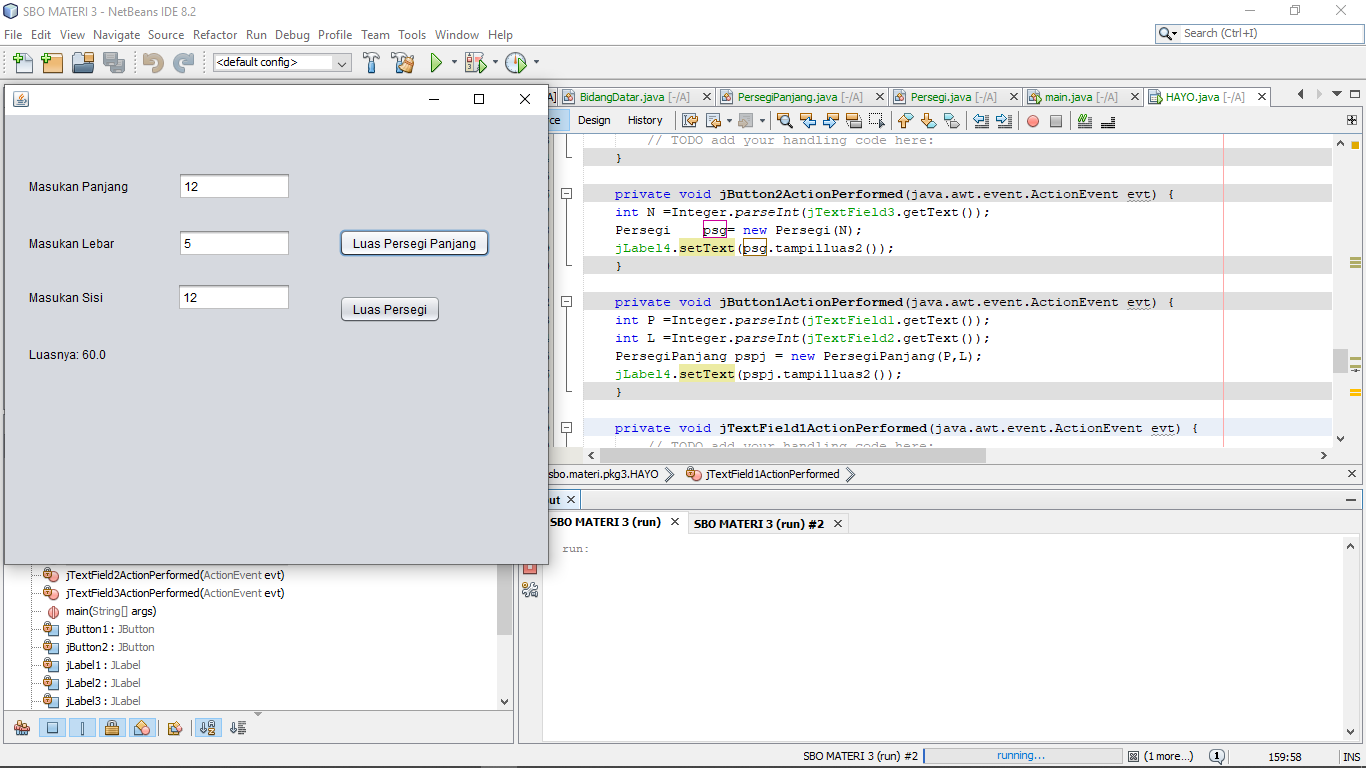 SBO MATERI 3 - NetBeans IDE 8.2
File Edit View Navigate Source Refactor Run Debug Profile Team Tools Window Help
Search (Ctrl+I)
<default config>
BidangDatar.java [-/A] PersegiPanjang.java [-/A] Persegi.java [-/A] main.java [-/A] HAYO.java [-/A]
Design History
Masukan Panjang 12
Masukan Lebar 5 Luas Persegi Panjang
Masukan Sisi 12
Luas Persegi
Luasnya: 60.0
// TODO add your handling code here:
}
private void jButton2ActionPerformed(java.awt.event.ActionEvent evt) {
int N =Integer.parseInt(jTextField3.getText());
Persegi psg= new Persegi(N);
jLabel4.setText(psg.tampilluas2());
}
private void jButton1ActionPerformed(java.awt.event.ActionEvent evt) {
int P =Integer.parseInt(jTextField1.getText());
int L =Integer.parseInt(jTextField2.getText());
PersegiPanjang pspj = new PersegiPanjang(P,L);
jLabel4.setText(pspj.tampilluas2());
}
private void jTextField1ActionPerformed(java.awt.event.ActionEvent evt) {
// TODO add your handling code here:
sbo.materi.pkg3.HAYO jTextField1ActionPerformed
SBO MATERI 3 (run) SBO MATERI 3 (run) #2
run:
jTextField2ActionPerformed(ActionEvent evt)
jTextField3ActionPerformed(ActionEvent evt)
main(String[] args)
jButton1 : JButton
jButton2 : JButton
jLabel1 : JLabel
jLabel2 : JLabel
jLabel3 : JLabel
SBO MATERI 3 (run) #2 running... (1 more...) 1 159:58 INS